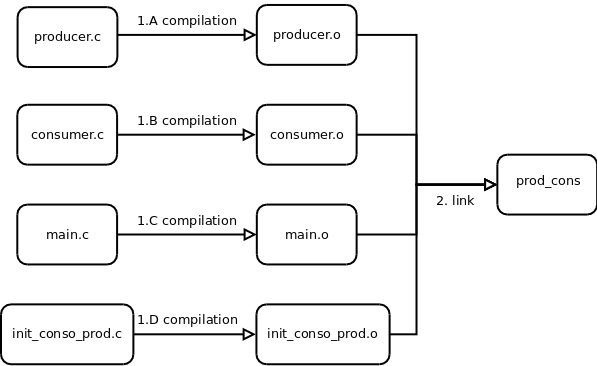 producer.c
1.A compilation
producer.o
consumer.c
1.B compilation
consumer.o
prod_cons
2. link
main.c
1.C compilation
main.o
init_conso_prod.c
1.D compilation
init_conso_prod.o